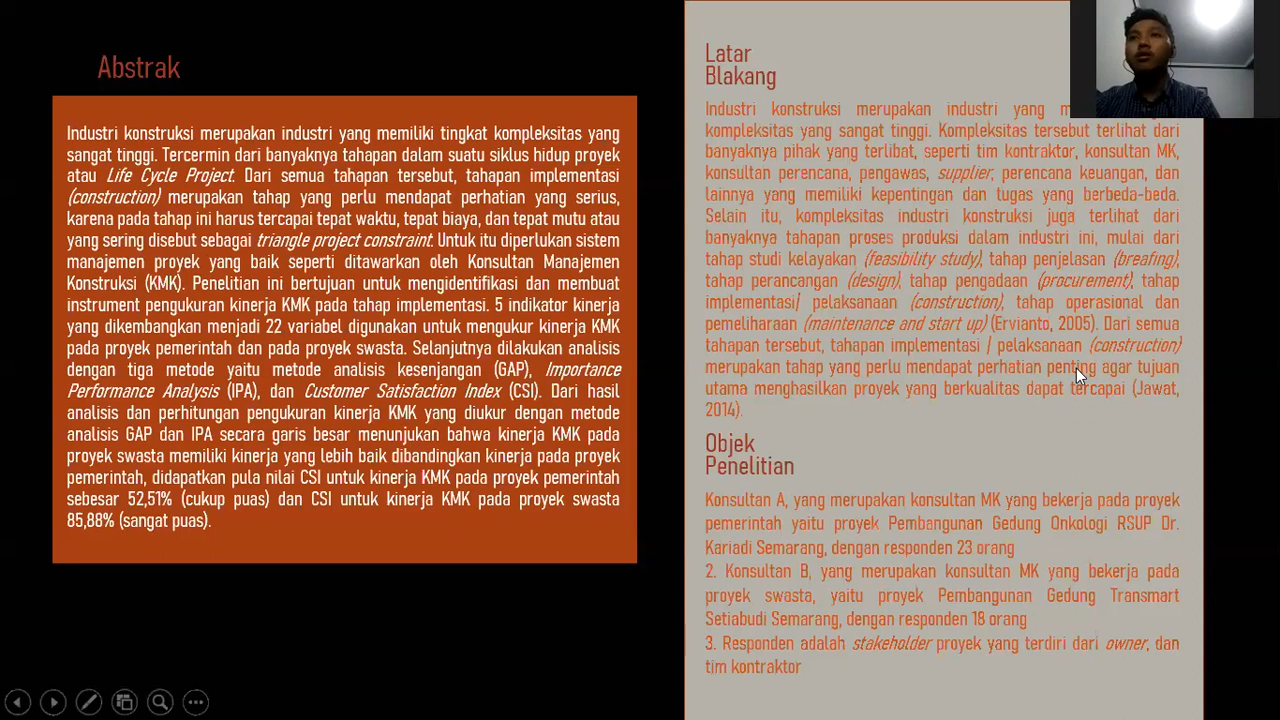 Abstrak
Industri konstruksi merupakan industri yang memiliki tingkat kompleksitas yang
sangat tinggi. Tercermin dari banyaknya tahapan dalam suatu siklus hidup proyek
atau Life Cycle Project. Dari semua tahapan tersebut, tahapan implementasi
(construction) merupakan tahap yang perlu mendapat perhatian yang serius,
karena pada tahap ini harus tercapai tepat waktu, tepat biaya, dan tepat mutu atau
yang sering disebut sebagai triangle project constraint. Untuk itu diperlukan sistem
manajemen proyek yang baik seperti ditawarkan oleh Konsultan Manajemen
Konstruksi (KMK). Penelitian ini bertujuan untuk mengidentifikasi dan membuat
instrument pengukuran kinerja KMK pada tahap implementasi. 5 indikator kinerja
yang dikembangkan menjadi 22 variabel digunakan untuk mengukur kinerja KMK
pada proyek pemerintah dan pada proyek swasta. Selanjutnya dilakukan analisis
dengan tiga metode yaitu metode analisis kesenjangan (GAP), Importance
Performance Analysis (IPA), dan Customer Satisfaction Index (CSI). Dari hasil
analisis dan perhitungan pengukuran kinerja KMK yang diukur dengan metode
analisis GAP dan IPA secara garis besar menunjukan bahwa kinerja KMK pada
proyek swasta memiliki kinerja yang lebih baik dibandingkan kinerja pada proyek
pemerintah, didapatkan pula nilai CSI untuk kinerja KMK pada proyek pemerintah
sebesar 52,51% (cukup puas) dan CSI untuk kinerja KMK pada proyek swasta
85,88% (sangat puas).
Latar
Blakang
Industri konstruksi merupakan industri yang
kompleksitas yang sangat tinggi. Kompleksitas tersebut terlihat dari
banyaknya pihak yang terlibat, seperti tim kontraktor, konsultan MK,
konsultan perencana, pengawas, supplier, perencana keuangan, dan
lainnya yang memiliki kepentingan dan tugas yang berbeda-beda.
Selain itu, kompleksitas industri konstruksi juga terlihat dari
banyaknya tahapan proses produksi dalam industri ini, mulai dari
tahap studi kelayakan (feasibility study), tahap penjelasan (breafing),
tahap perancangan (design), tahap pengadaan (procurement), tahap
implementasi/ pelaksanaan (construction), tahap operasional dan
pemeliharaan (maintenance and start up) (Ervianto, 2005). Dari semua
tahapan tersebut, tahapan implementasi / pelaksanaan (construction)
merupakan tahap yang perlu mendapat perhatian penting agar tujuan
utama menghasilkan proyek yang berkualitas dapat tercapai (Jawat,
2014).
Objek
Penelitian
Konsultan A, yang merupakan konsultan MK yang bekerja pada proyek
pemerintah yaitu proyek Pembangunan Gedung Onkologi RSUP Dr.
Kariadi Semarang, dengan responden 23 orang
2. Konsultan B, yang merupakan konsultan MK yang bekerja pada
proyek swasta, yaitu proyek Pembangunan Gedung Transmart
Setiabudi Semarang, dengan responden 18 orang
3. Responden adalah stakeholder proyek yang terdiri dari owner, dan
tim kontraktor